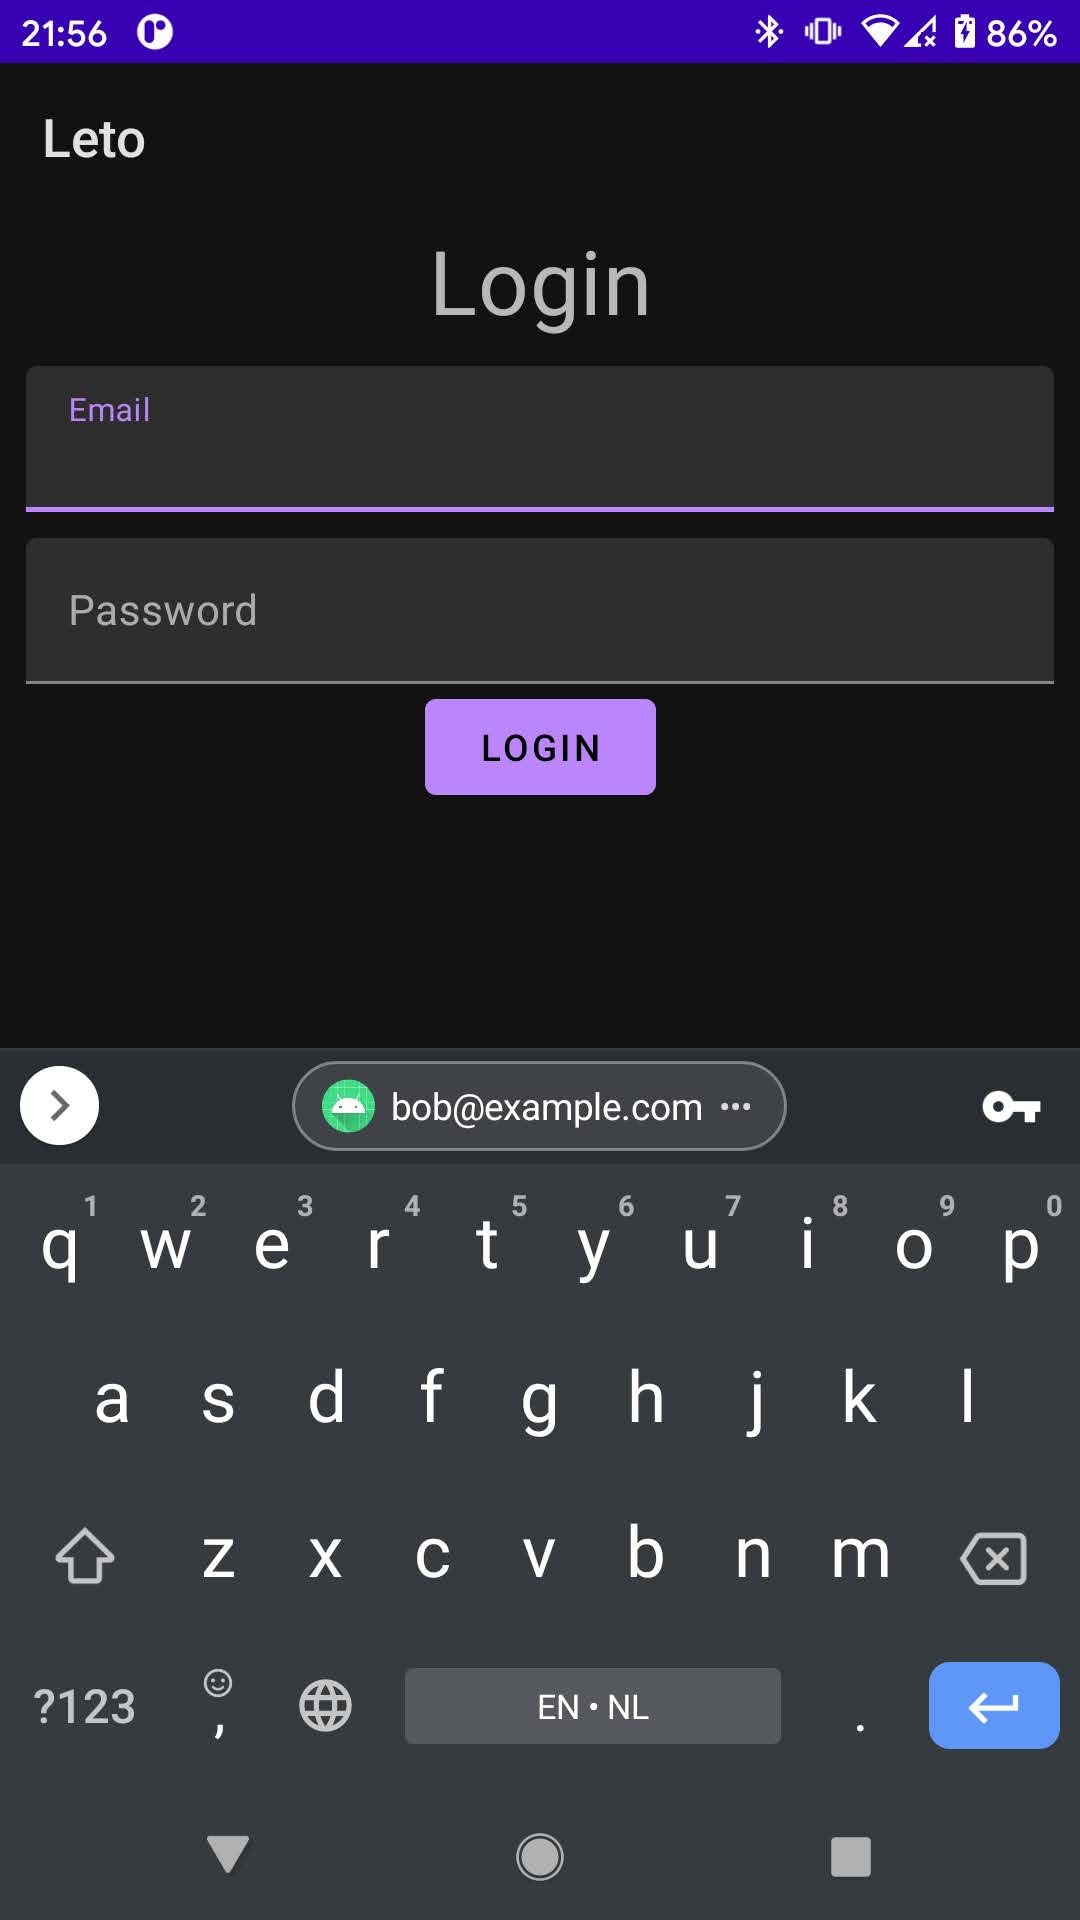 21:56 86%
Leto
Login
Email
Password
LOGIN
bob@example.com
1 2 3 4 5 6 7 8 9 0
q w e r t y u i o p
a s d f g h j k l
z x c v b n m
?123 , EN • NL .